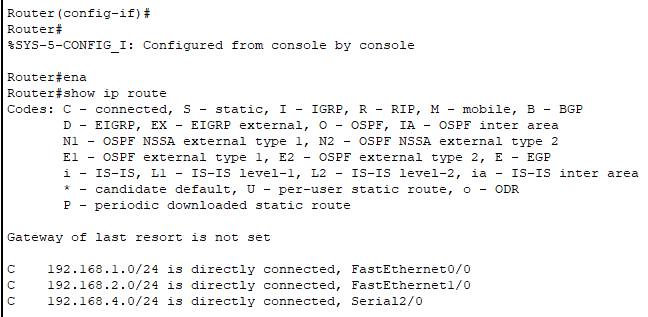 Router(config-if)#
Router#
%SYS-5-CONFIG_I: Configured from console by console

Router#ena
Router#show ip route
Codes: C - connected, S - static, I - IGRP, R - RIP, M - mobile, B - BGP
       D - EIGRP, EX - EIGRP external, O - OSPF, IA - OSPF inter area
       N1 - OSPF NSSA external type 1, N2 - OSPF NSSA external type 2
       E1 - OSPF external type 1, E2 - OSPF external type 2, E - EGP
       i - IS-IS, L1 - IS-IS level-1, L2 - IS-IS level-2, ia - IS-IS inter area
       * - candidate default, U - per-user static route, o - ODR
       P - periodic downloaded static route

Gateway of last resort is not set

C    192.168.1.0/24 is directly connected, FastEthernet0/0
C    192.168.2.0/24 is directly connected, FastEthernet1/0
C    192.168.4.0/24 is directly connected, Serial2/0